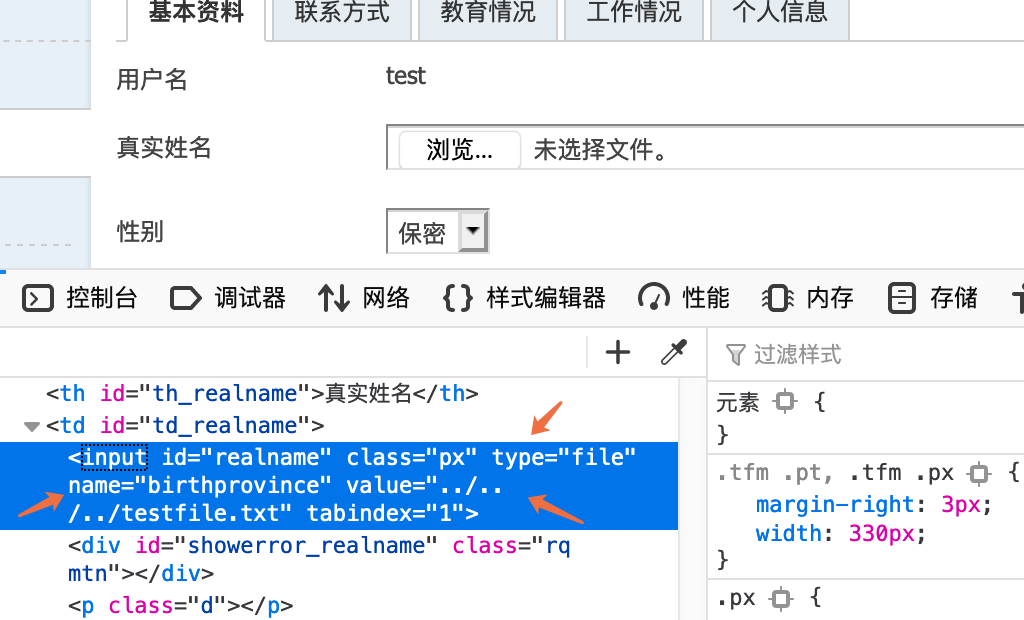 基本资料 联系方式 教育情况 工作情况 个人信息
用户名 test
真实姓名 浏览... 未选择文件。
性别 保密
控制台 调试器 网络 样式编辑器 性能 内存 存储
过滤样式
<th id="th_realname">真实姓名</th>
<td id="td_realname">
<input id="realname" class="px" type="file"
name="birthprovince" value="../..
/../testfile.txt" tabindex="1">
<div id="showerror_realname" class="rq
mtn"></div>
<p class="d"></p>
元素 {
}
.tfm .pt, .tfm .px {
margin-right: 3px;
width: 330px;
}
.px {